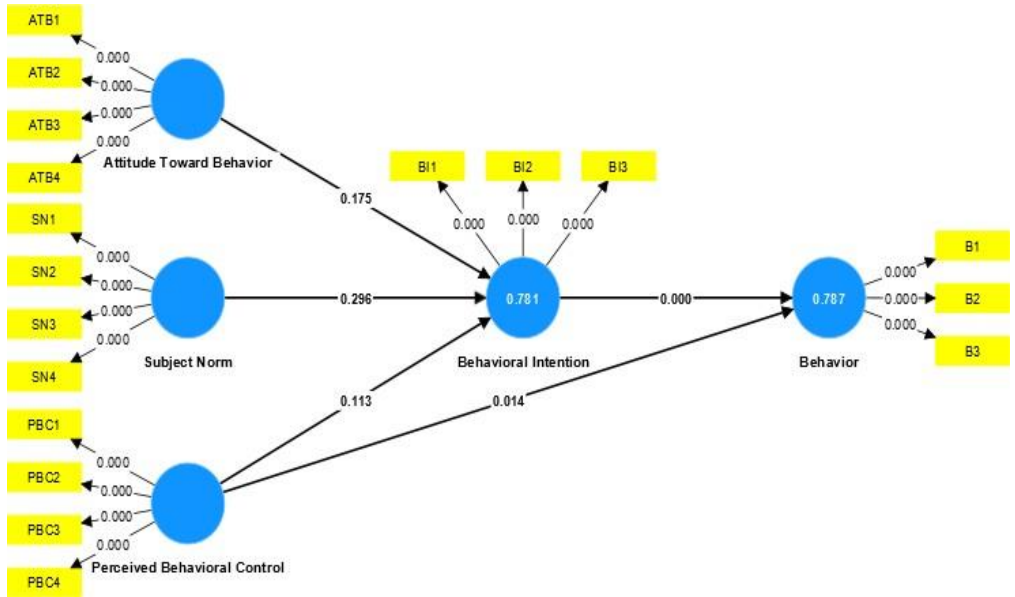 ATB1
0.000
ATB2
0.000
ATB3
0.000
ATB4
0.000
Attitude Toward Behavior
0.175
SN1
0.000
SN2
0.000
SN3
0.000
SN4
0.000
Subject Norm
0.296
PBC1
0.000
PBC2
0.000
PBC3
0.000
PBC4
0.000
Perceived Behavioral Control
0.113
0.014
BI1
BI2
BI3
0.000
0.000
0.000
0.781
Behavioral Intention
0.000
0.787
Behavior
B1
0.000
B2
0.000
B3
0.000